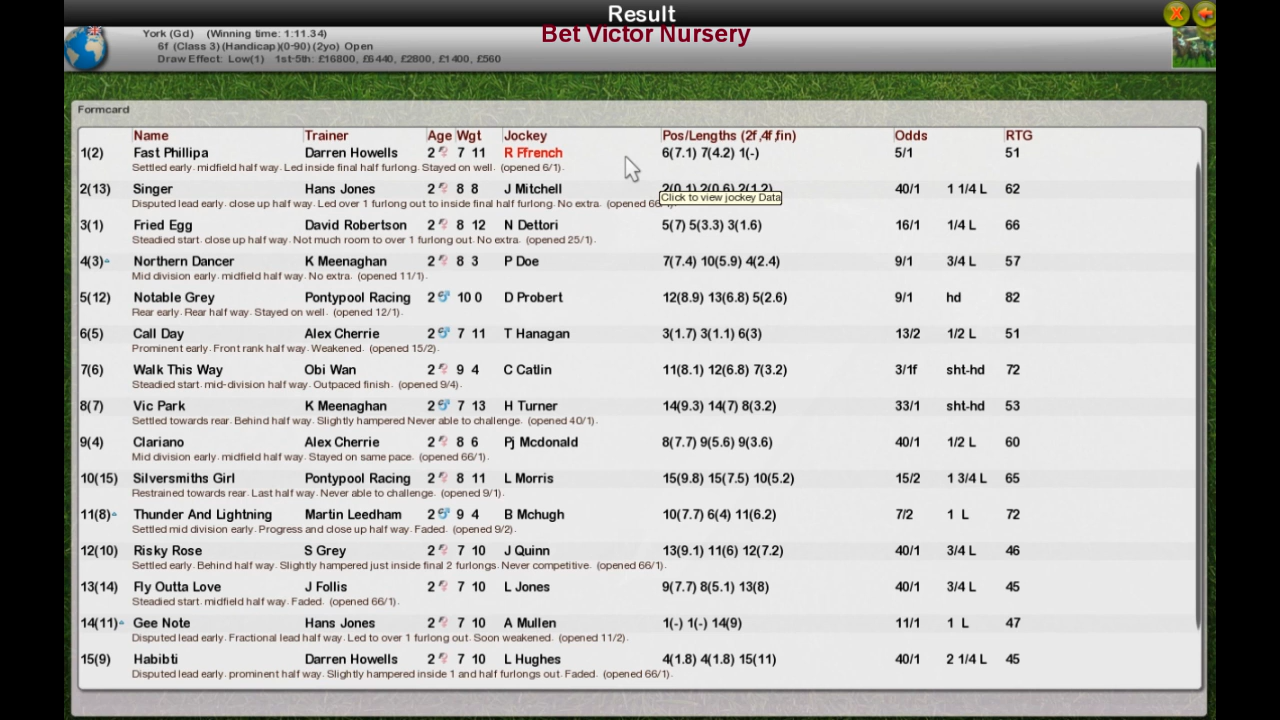 Result
Bet Victor Nursery
York (Gd) (Winning time: 1:11.34)
6f (Class 3)(Handicap)(0-90)(2yo) Open
Draw Effect: Low(1) 1st-5th: £16800, £6440, £2800, £1400, £560
Formcard
Name Trainer Age Wgt Jockey Pos/Lengths (2f,4f,fin) Odds RTG
1(2) Fast Phillipa Darren Howells 2 7 11 R Ffrench 6(7.1) 7(4.2) 1(-) 5/1 51
Settled early. midfield half way. Led inside final half furlong. Stayed on well. (opened 6/1).
2(13) Singer Hans Jones 2 8 8 J Mitchell 2(0.1) 2(0.6) 2(1.2) 40/1 1 1/4 L 62
Disputed lead early. close up half way. Led over 1 furlong out to inside final half furlong. No extra. (opened 66/1).
Click to view jockey Data
3(1) Fried Egg David Robertson 2 8 12 N Dettori 5(7) 5(3.3) 3(1.6) 16/1 1/4 L 66
Steadied start. close up half way. Not much room to over 1 furlong out. No extra. (opened 25/1).
4(3) Northern Dancer K Meenaghan 2 8 3 P Doe 7(7.4) 10(5.9) 4(2.4) 9/1 3/4 L 57
Mid division early. midfield half way. No extra. (opened 11/1).
5(12) Notable Grey Pontypool Racing 2 10 0 D Probert 12(8.9) 13(6.8) 5(2.6) 9/1 hd 82
Rear early. Rear half way. Stayed on well. (opened 12/1).
6(5) Call Day Alex Cherrie 2 7 11 T Hanagan 3(1.7) 3(1.1) 6(3) 13/2 1/2 L 51
Prominent early. Front rank half way. Weakened. (opened 15/2).
7(6) Walk This Way Obi Wan 2 9 4 C Catlin 11(8.1) 12(6.8) 7(3.2) 3/1f sht-hd 72
Steadied start. mid-division half way. Outpaced finish. (opened 9/4).
8(7) Vic Park K Meenaghan 2 7 13 H Turner 14(9.3) 14(7) 8(3.2) 33/1 sht-hd 53
Settled towards rear. Behind half way. Slightly hampered Never able to challenge. (opened 40/1).
9(4) Clariano Alex Cherrie 2 8 6 Pj Mcdonald 8(7.7) 9(5.6) 9(3.6) 40/1 1/2 L 60
Mid division early. midfield half way. Stayed on same pace. (opened 66/1).
10(15) Silversmiths Girl Pontypool Racing 2 8 11 L Morris 15(9.8) 15(7.5) 10(5.2) 15/2 1 3/4 L 65
Restrained towards rear. Last half way. Never able to challenge. (opened 9/1).
11(8) Thunder And Lightning Martin Leedham 2 9 4 B Mchugh 10(7.7) 6(4) 11(6.2) 7/2 1 L 72
Settled mid division early. Progress and close up half way. Faded. (opened 9/2).
12(10) Risky Rose S Grey 2 7 10 J Quinn 13(9.1) 11(6) 12(7.2) 40/1 3/4 L 46
Settled early. Behind half way. Slightly hampered just inside final 2 furlongs. Never competitive. (opened 66/1).
13(14) Fly Outta Love J Follis 2 7 10 L Jones 9(7.7) 8(5.1) 13(8) 40/1 3/4 L 45
Steadied start. midfield half way. Faded. (opened 66/1).
14(11) Gee Note Hans Jones 2 7 10 A Mullen 1(-) 1(-) 14(9) 11/1 1 L 47
Disputed lead early. Fractional lead half way. Led to over 1 furlong out. Soon weakened. (opened 11/2).
15(9) Habibti Darren Howells 2 7 10 L Hughes 4(1.8) 4(1.8) 15(11) 40/1 2 1/4 L 45
Disputed lead early. prominent half way. Slightly hampered inside 1 and half furlongs out. Faded. (opened 66/1).